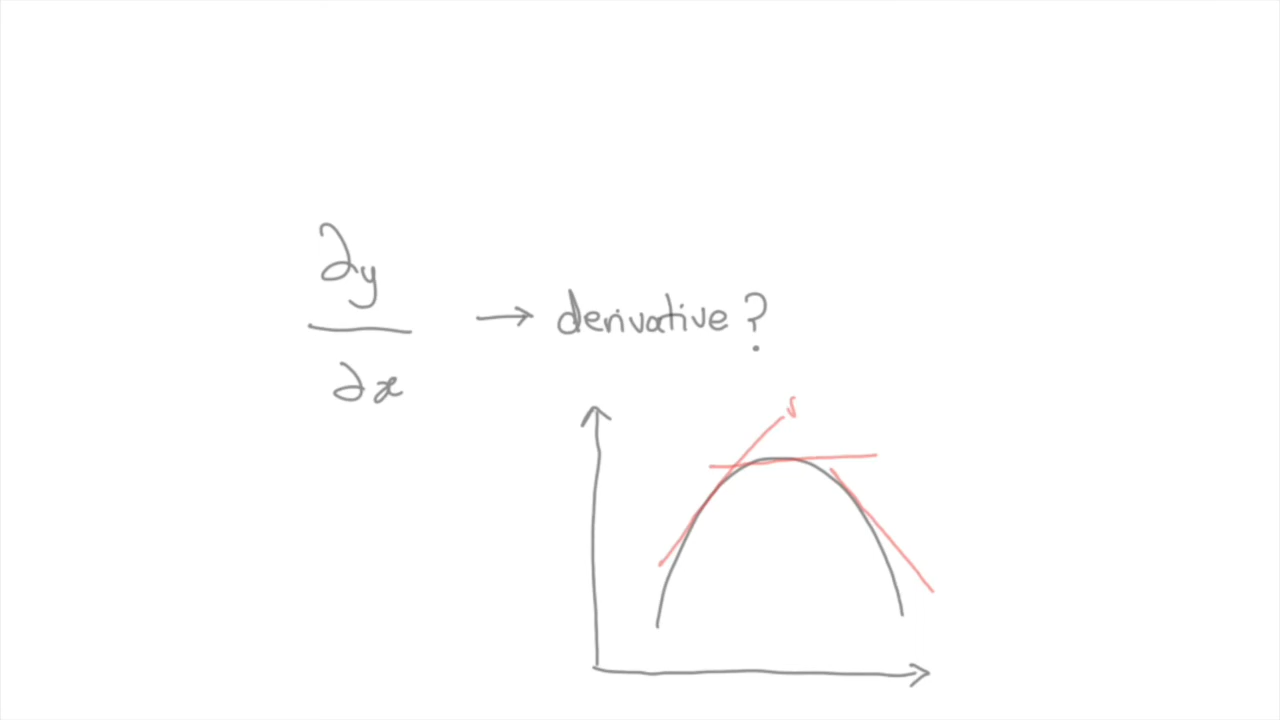 ∂y
→ derivative?
∂x